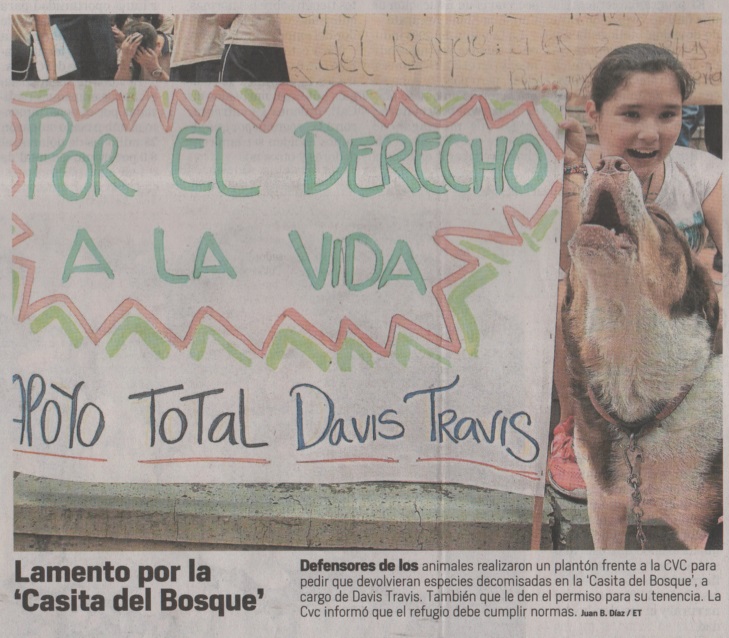 del Bosque"
POR EL DERECHO
A LA VIDA
APOYO TOTAL DAVIS TRAVIS
Lamento por la
‘Casita del Bosque’
Defensores de los animales realizaron un plantón frente a la CVC para
pedir que devolvieran especies decomisadas en la ‘Casita del Bosque’, a
cargo de Davis Travis. También que le den el permiso para su tenencia. La
Cvc informó que el refugio debe cumplir normas. Juan B. Díaz / ET